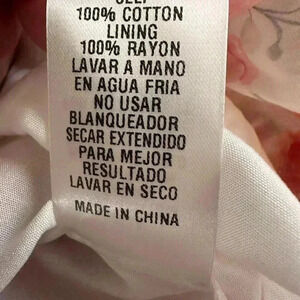 SELF
100% COTTON
LINING
100% RAYON
LAVAR A MANO
EN AGUA FRIA
NO USAR
BLANQUEADOR
SECAR EXTENDIDO
PARA MEJOR
RESULTADO
LAVAR EN SECO
MADE IN CHINA